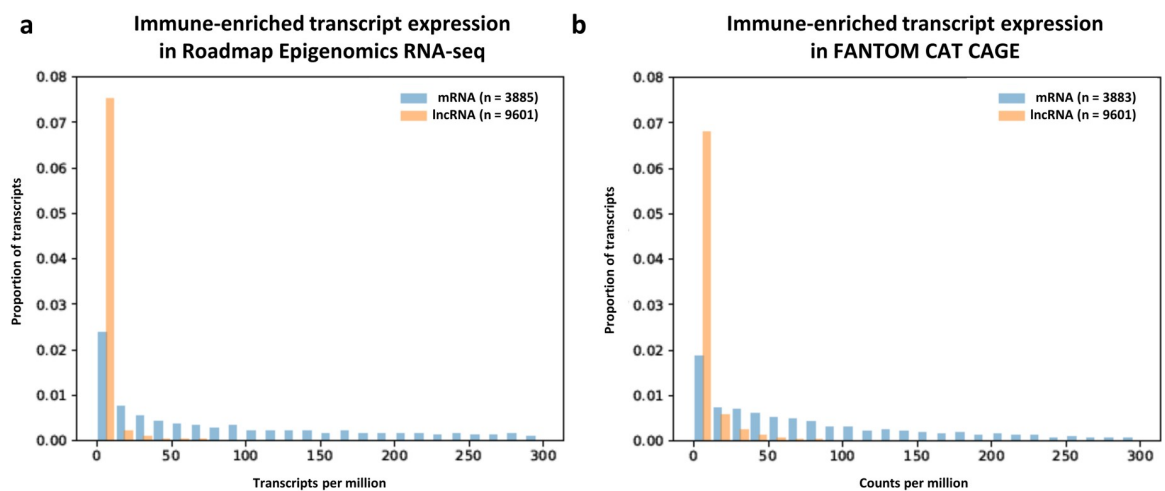 a
Immune-enriched transcript expression
in Roadmap Epigenomics RNA-seq
0.08
0.07
0.06
0.05
0.04
0.03
0.02
0.01
0.00
Proportion of transcripts
mRNA (n = 3885)
lncRNA (n = 9601)
0
50
100
150
200
250
300
Transcripts per million
b
Immune-enriched transcript expression
in FANTOM CAT CAGE
0.08
0.07
0.06
0.05
0.04
0.03
0.02
0.01
0.00
Proportion of transcripts
mRNA (n = 3883)
lncRNA (n = 9601)
0
50
100
150
200
250
300
Counts per million